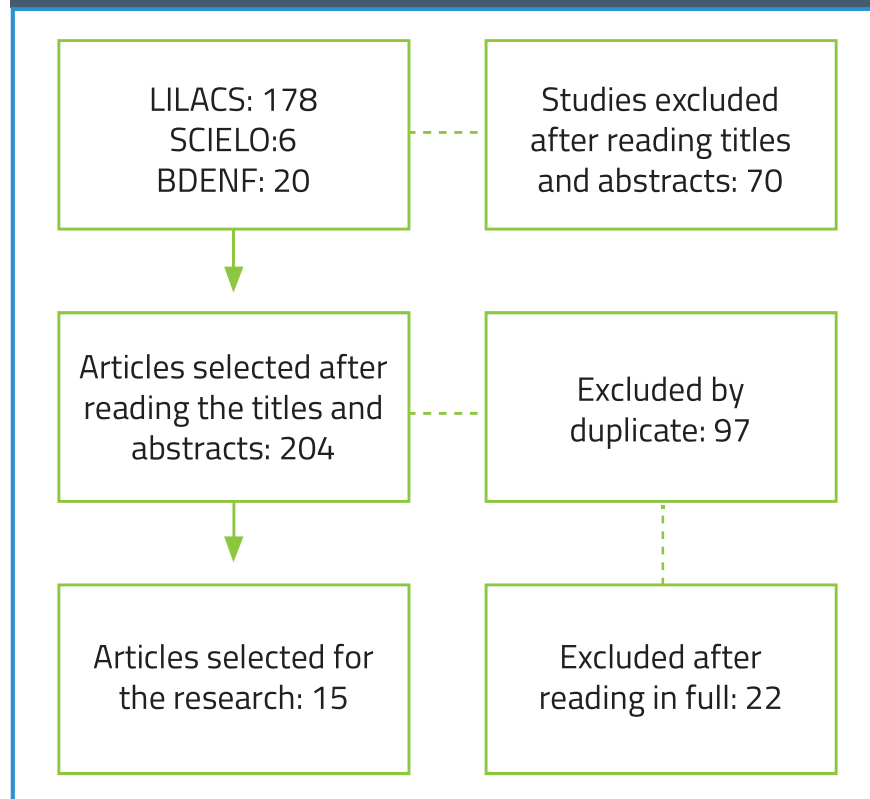 LILACS: 178
SCIELO:6
BDENF: 20
Studies excluded
after reading titles
and abstracts: 70
Articles selected after
reading the titles and
abstracts: 204
Excluded by
duplicate: 97
Articles selected for
the research: 15
Excluded after
reading in full: 22